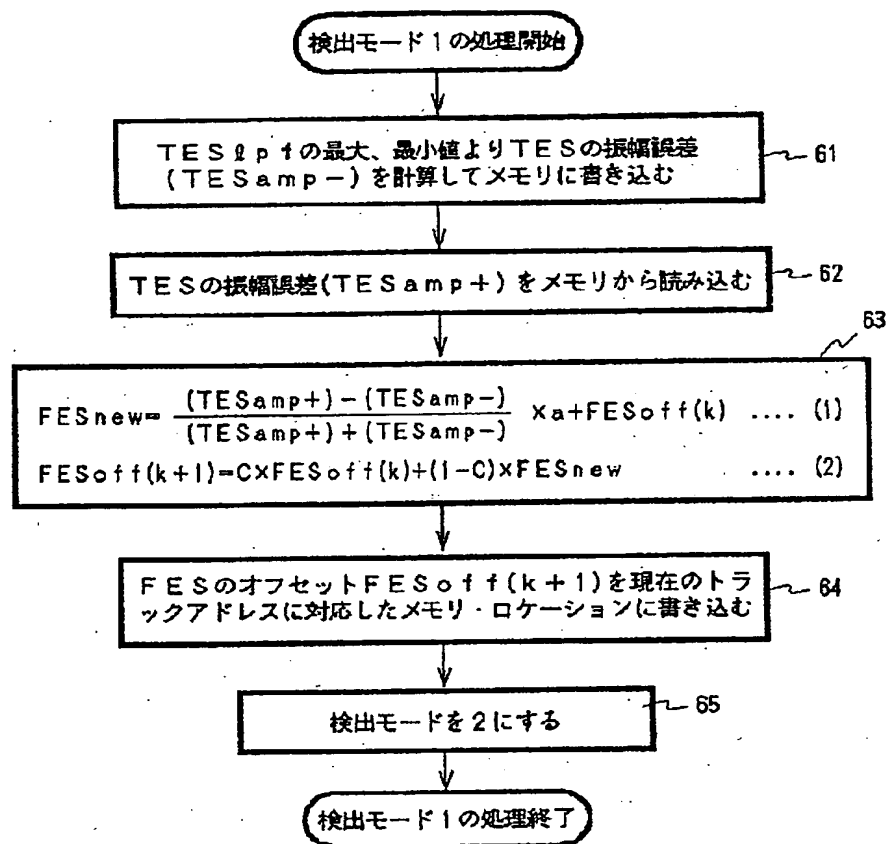 検出モード1の処理開始
TESlpfの最大、最小値よりTESの振幅誤差
(TESamp-)を計算してメモリに書き込む
61
TESの振幅誤差(TESamp+)をメモリから読み込む
62
63
FESnew= (TESamp+)-(TESamp-) / (TESamp+)+(TESamp-) ×a+FESoff(k) .... (1)
FESoff(k+1)=C×FESoff(k)+(1-C)×FESnew .... (2)
FESのオフセットFESoff(k+1)を現在のトラ
ックアドレスに対応したメモリ・ロケーションに書き込む
64
検出モードを2にする
65
検出モード1の処理終了